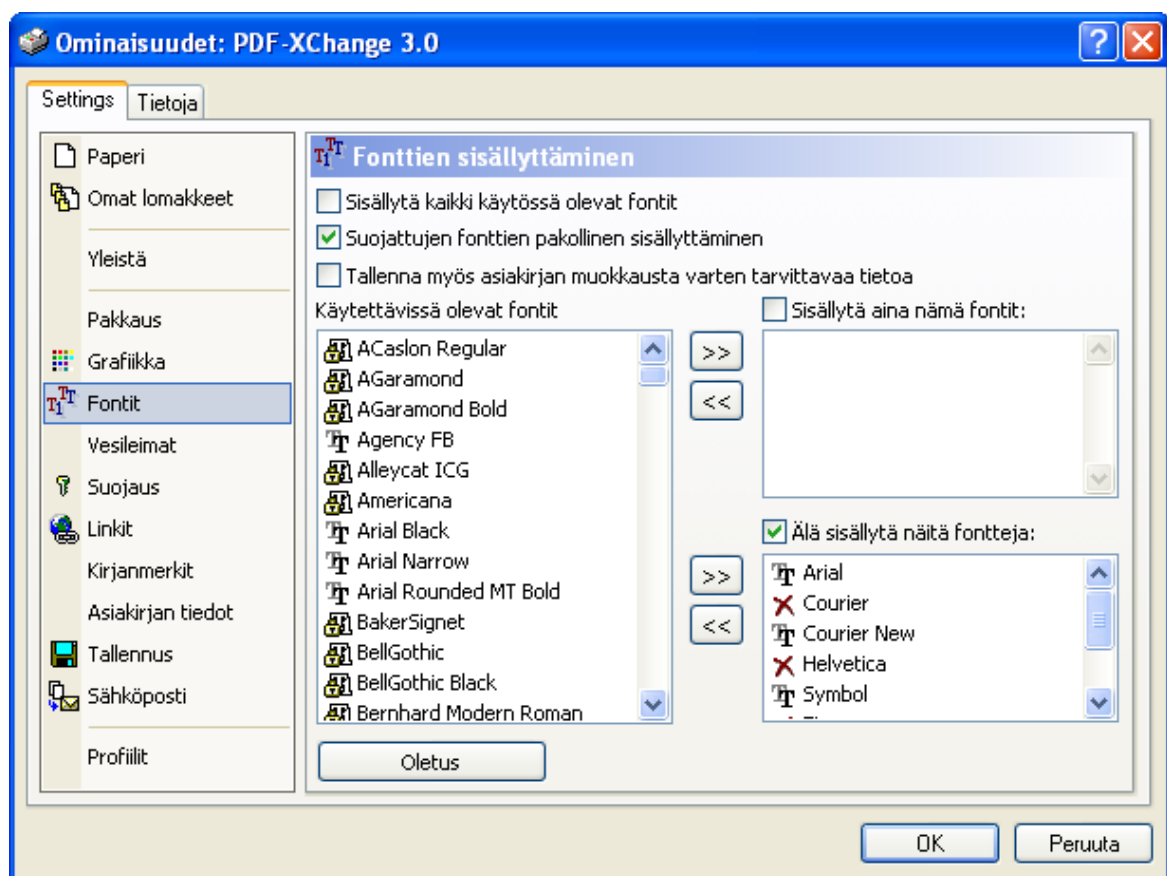 Ominaisuudet: PDF-XChange 3.0
Settings
Tietoja
Paperi
Omat lomakkeet
Yleistä
Pakkaus
Grafiikka
Fontit
Vesileimat
Suojaus
Linkit
Kirjanmerkit
Asiakirjan tiedot
Tallennus
Sähköposti
Profiilit
Fonttien sisällyttäminen
Sisällytä kaikki käytössä olevat fontit
Suojattujen fonttien pakollinen sisällyttäminen
Tallenna myös asiakirjan muokkausta varten tarvittavaa tietoa
Käytettävissä olevat fontit
ACaslon Regular
AGaramond
AGaramond Bold
Agency FB
Alleycat ICG
Americana
Arial Black
Arial Narrow
Arial Rounded MT Bold
BakerSignet
BellGothic
BellGothic Black
Bernhard Modern Roman
>>
<<
Sisällytä aina nämä fontit:
>>
<<
Älä sisällytä näitä fontteja:
Arial
Courier
Courier New
Helvetica
Symbol
Oletus
OK
Peruuta